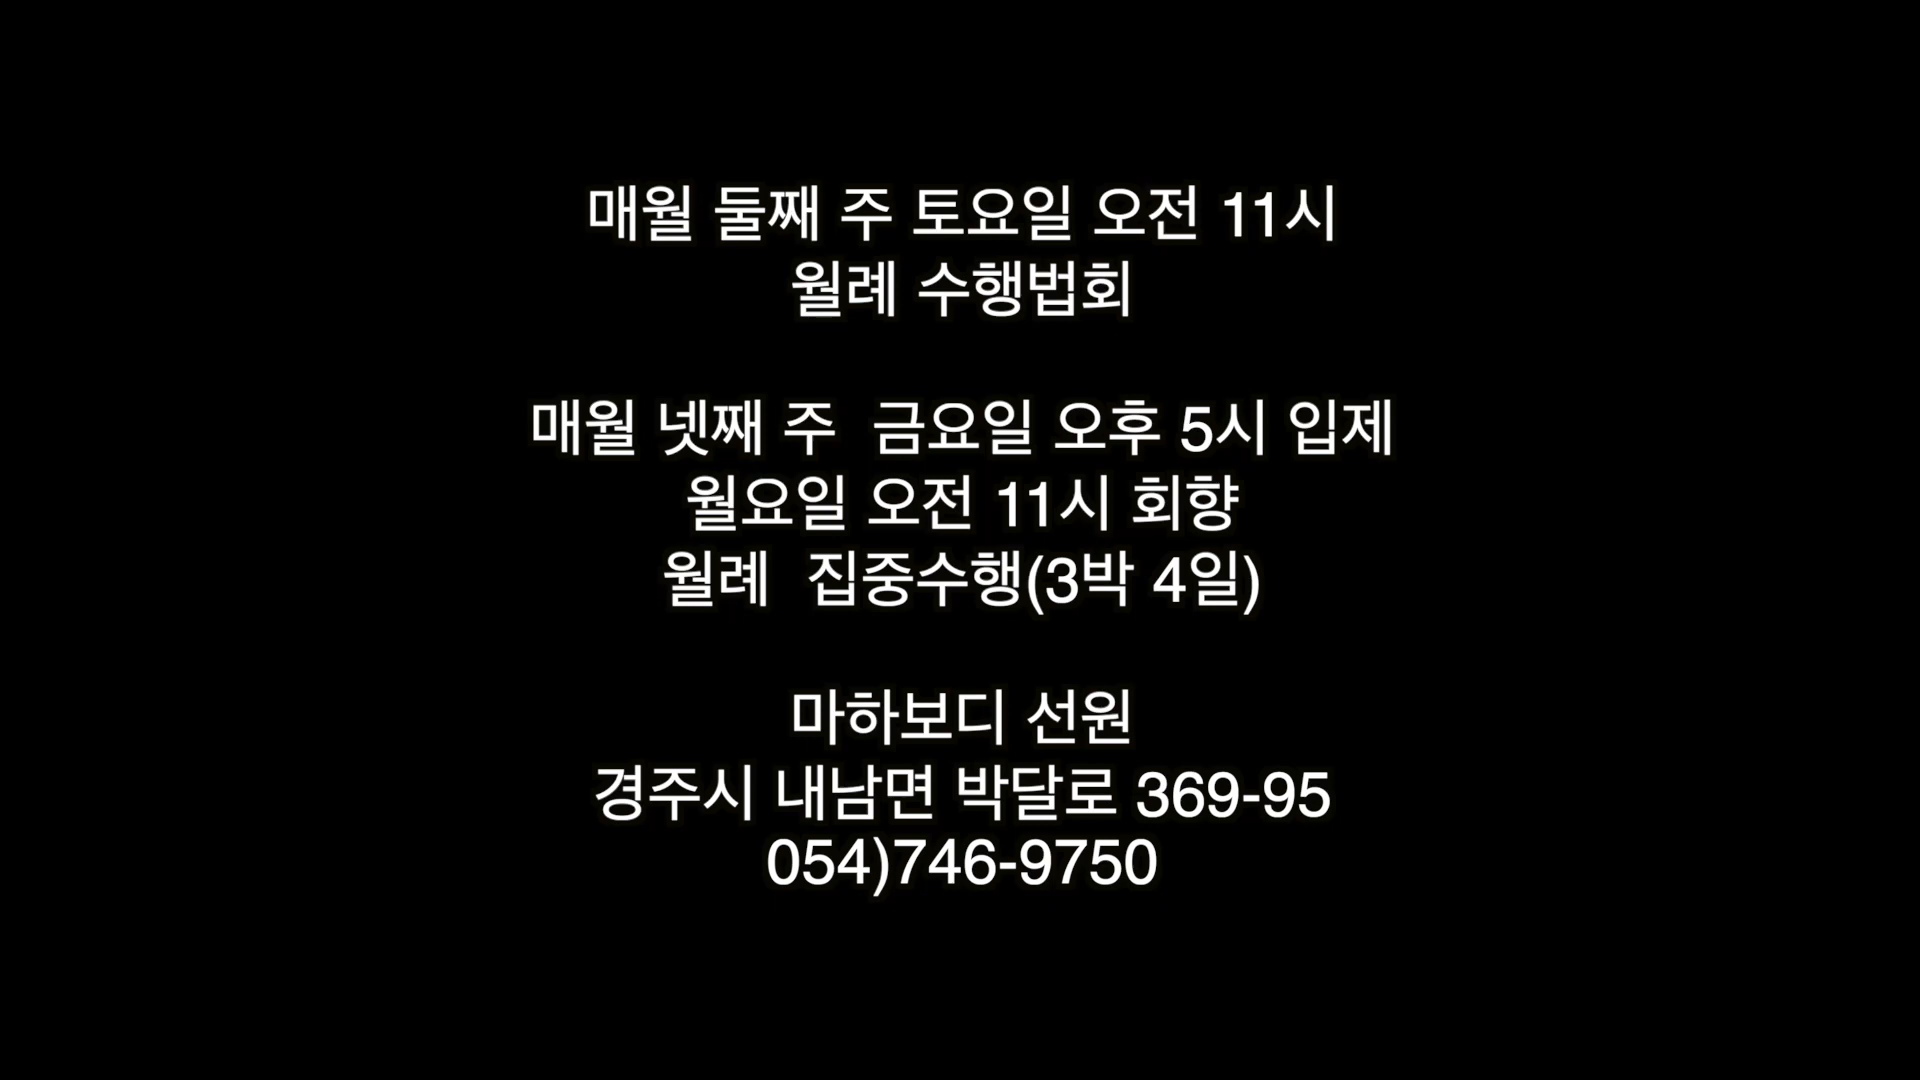 매월 둘째 주 토요일 오전 11시
월례 수행법회
매월 넷째 주 금요일 오후 5시 입제
월요일 오전 11시 회향
월례 집중수행(3박 4일)
마하보디 선원
경주시 내남면 박달로 369-95
054)746-9750